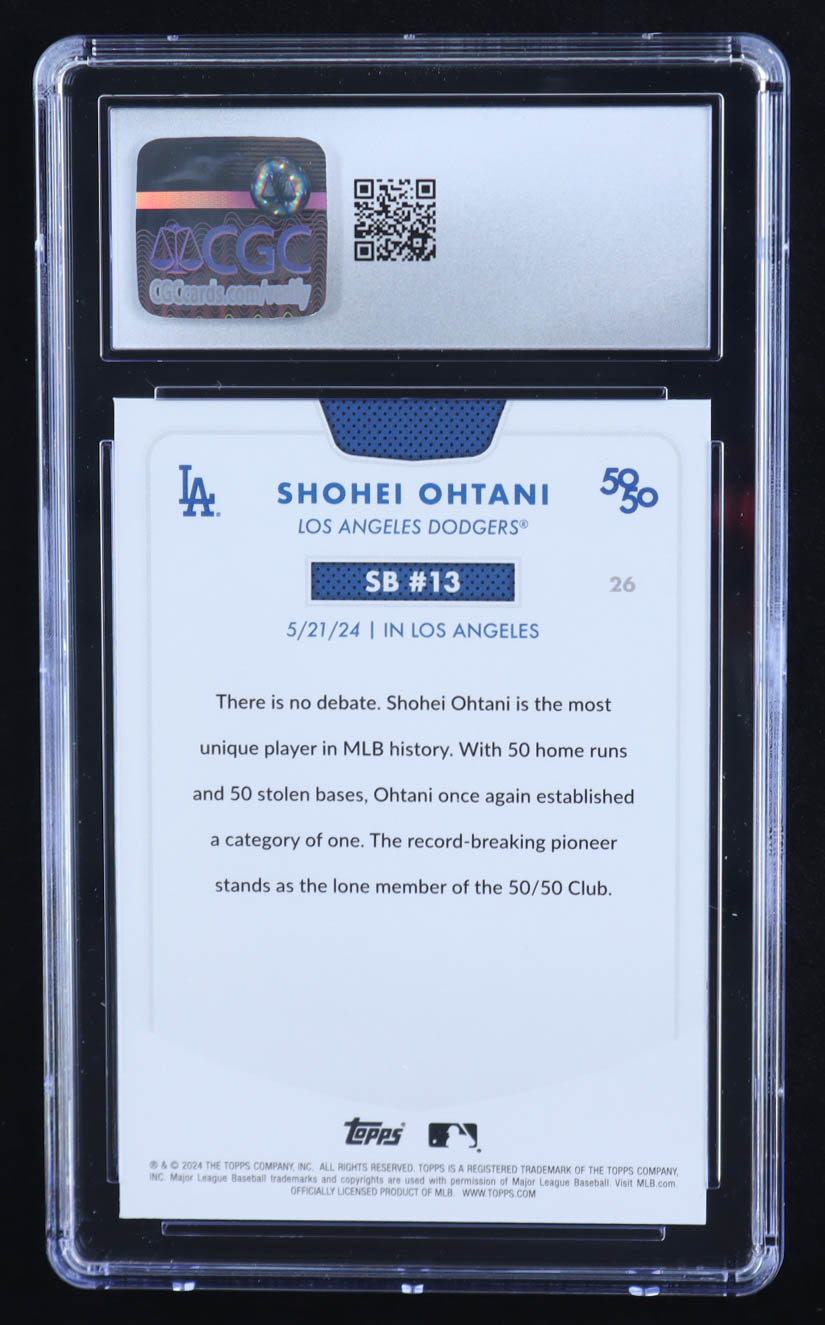 CGC
CGCcards.com/verify
LA
SHOHEI OHTANI
50
50
LOS ANGELES DODGERS®
SB #13
26
5/21/24 | IN LOS ANGELES
There is no debate. Shohei Ohtani is the most
unique player in MLB history. With 50 home runs
and 50 stolen bases, Ohtani once again established
a category of one. The record-breaking pioneer
stands as the lone member of the 50/50 Club.
Topps
® & © 2024 THE TOPPS COMPANY, INC. ALL RIGHTS RESERVED. TOPPS IS A REGISTERED TRADEMARK OF THE TOPPS COMPANY,
INC. Major League Baseball trademarks and copyrights are used with permission of Major League Baseball. Visit MLB.com
OFFICIALLY LICENSED PRODUCT OF MLB. WWW.TOPPS.COM